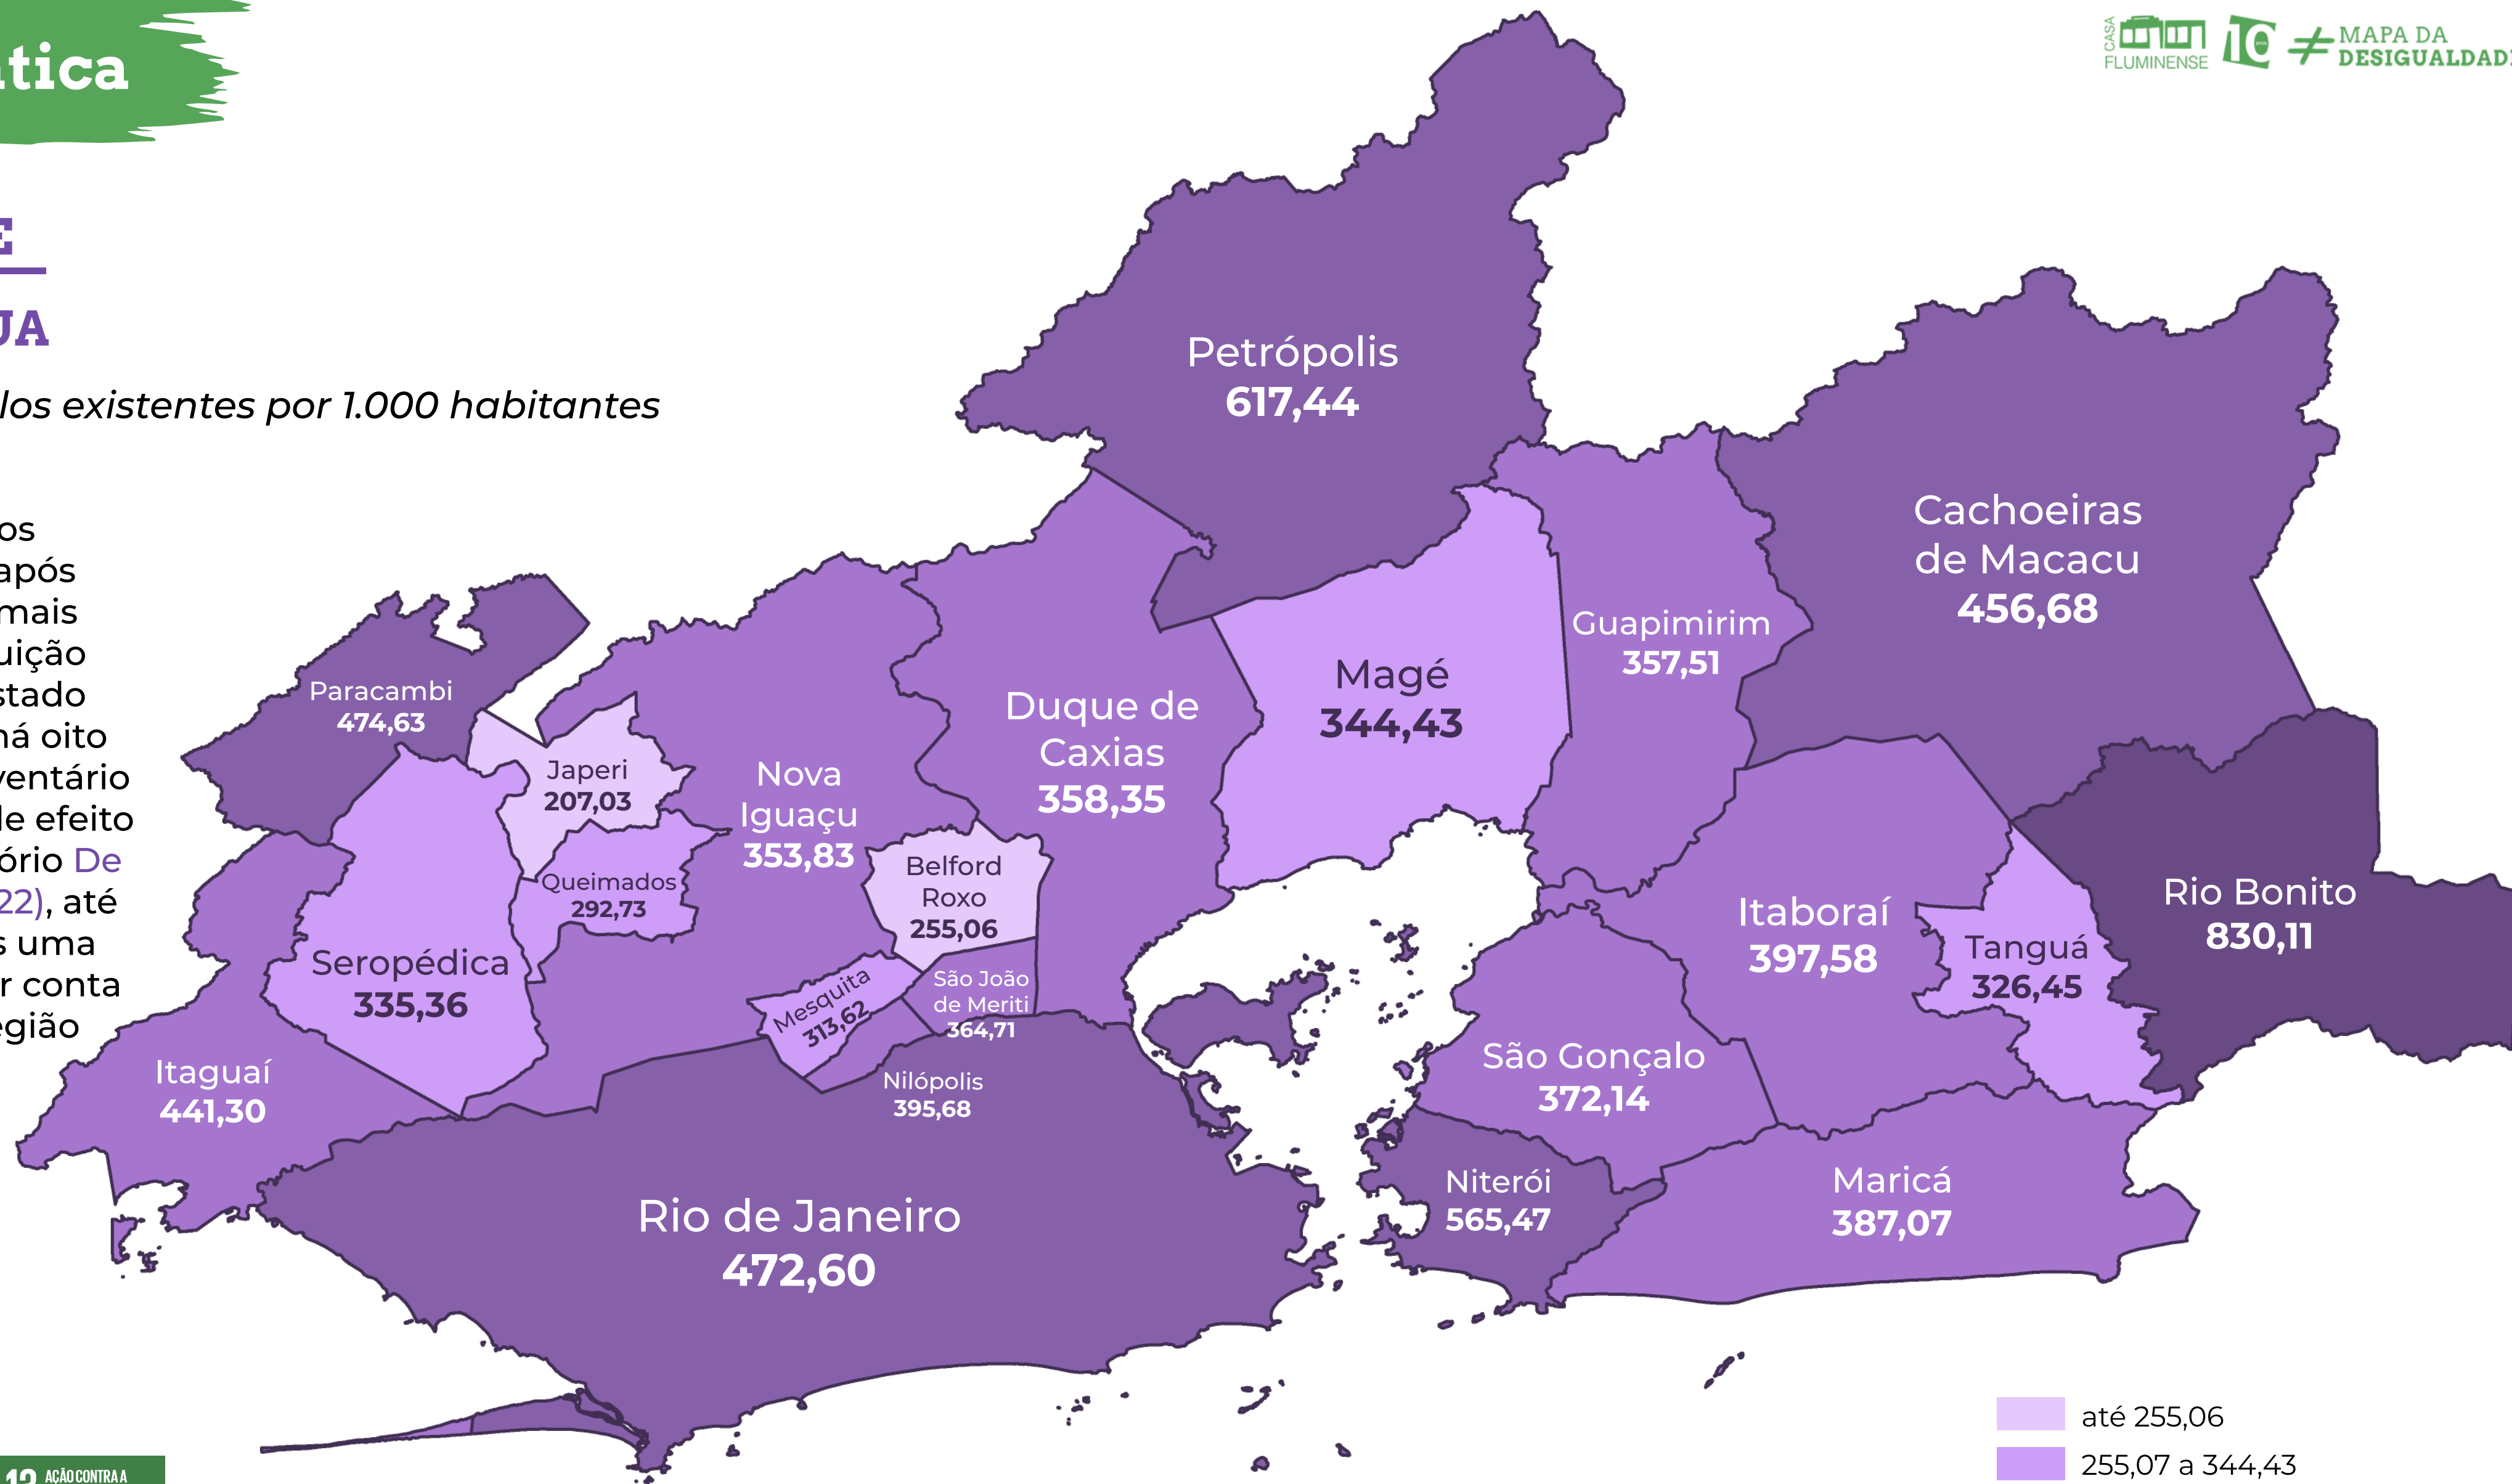 tica
CASA
FLUMINENSE
10
MAPA DA
DESIGUALDADE
E
JA
los existentes por 1.000 habitantes
os
após
mais
uição
stado
há oito
ventário
de efeito
ório De
22), até
s uma
r conta
egião
Petrópolis
617,44
Cachoeiras
de Macacu
456,68
Guapimirim
357,51
Magé
344,43
Duque de
Caxias
358,35
Paracambi
474,63
Japeri
207,03
Nova
Iguaçu
353,83
Belford
Roxo
255,06
Queimados
292,73
Seropédica
335,36
Mesquita
313,62
São João
de Meriti
364,71
Nilópolis
395,68
Itaguaí
441,30
Rio de Janeiro
472,60
Rio Bonito
830,11
Itaboraí
397,58
Tanguá
326,45
São Gonçalo
372,14
Niterói
565,47
Maricá
387,07
até 255,06
255,07 a 344,43
13 AÇÃO CONTRA A